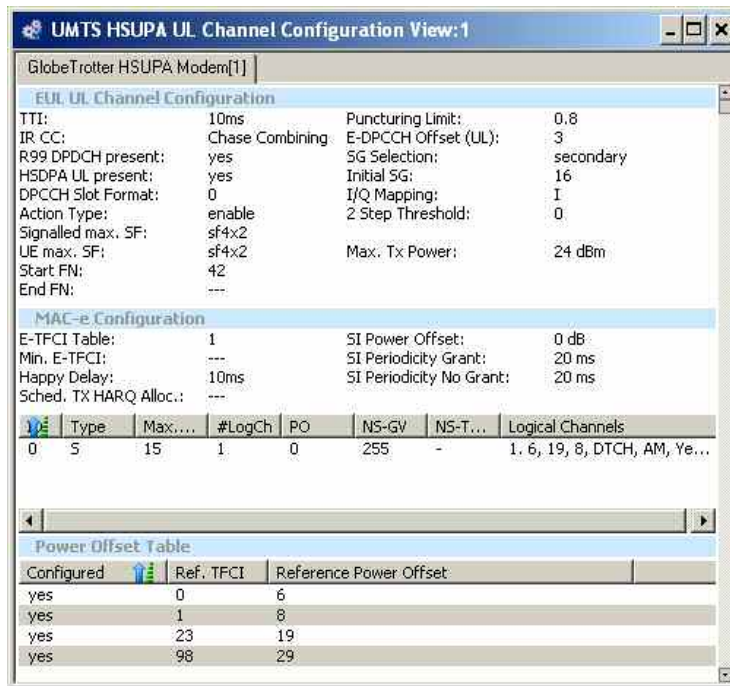 UMTS HSUPA UL Channel Configuration View:1
GlobeTrotter HSUPA Modem[1]
EUL UL Channel Configuration
TTI: 10ms Puncturing Limit: 0.8
IR CC: Chase Combining E-DPCCH Offset (UL): 3
R99 DPDCH present: yes SG Selection: secondary
HSDPA UL present: yes Initial SG: 16
DPCCH Slot Format: 0 I/Q Mapping: I
Action Type: enable 2 Step Threshold: 0
Signalled max. SF: sf4x2
UE max. SF: sf4x2 Max. Tx Power: 24 dBm
Start FN: 42
End FN: ---
MAC-e Configuration
E-TFCI Table: 1 SI Power Offset: 0 dB
Min. E-TFCI: --- SI Periodicity Grant: 20 ms
Happy Delay: 10ms SI Periodicity No Grant: 20 ms
Sched. TX HARQ Alloc.: ---
Type Max.... #LogCh PO NS-GV NS-T... Logical Channels
0 S 15 1 0 255 - 1. 6, 19, 8, DTCH, AM, Ye...
Power Offset Table
Configured Ref. TFCI Reference Power Offset
yes 0 6
yes 1 8
yes 23 19
yes 98 29